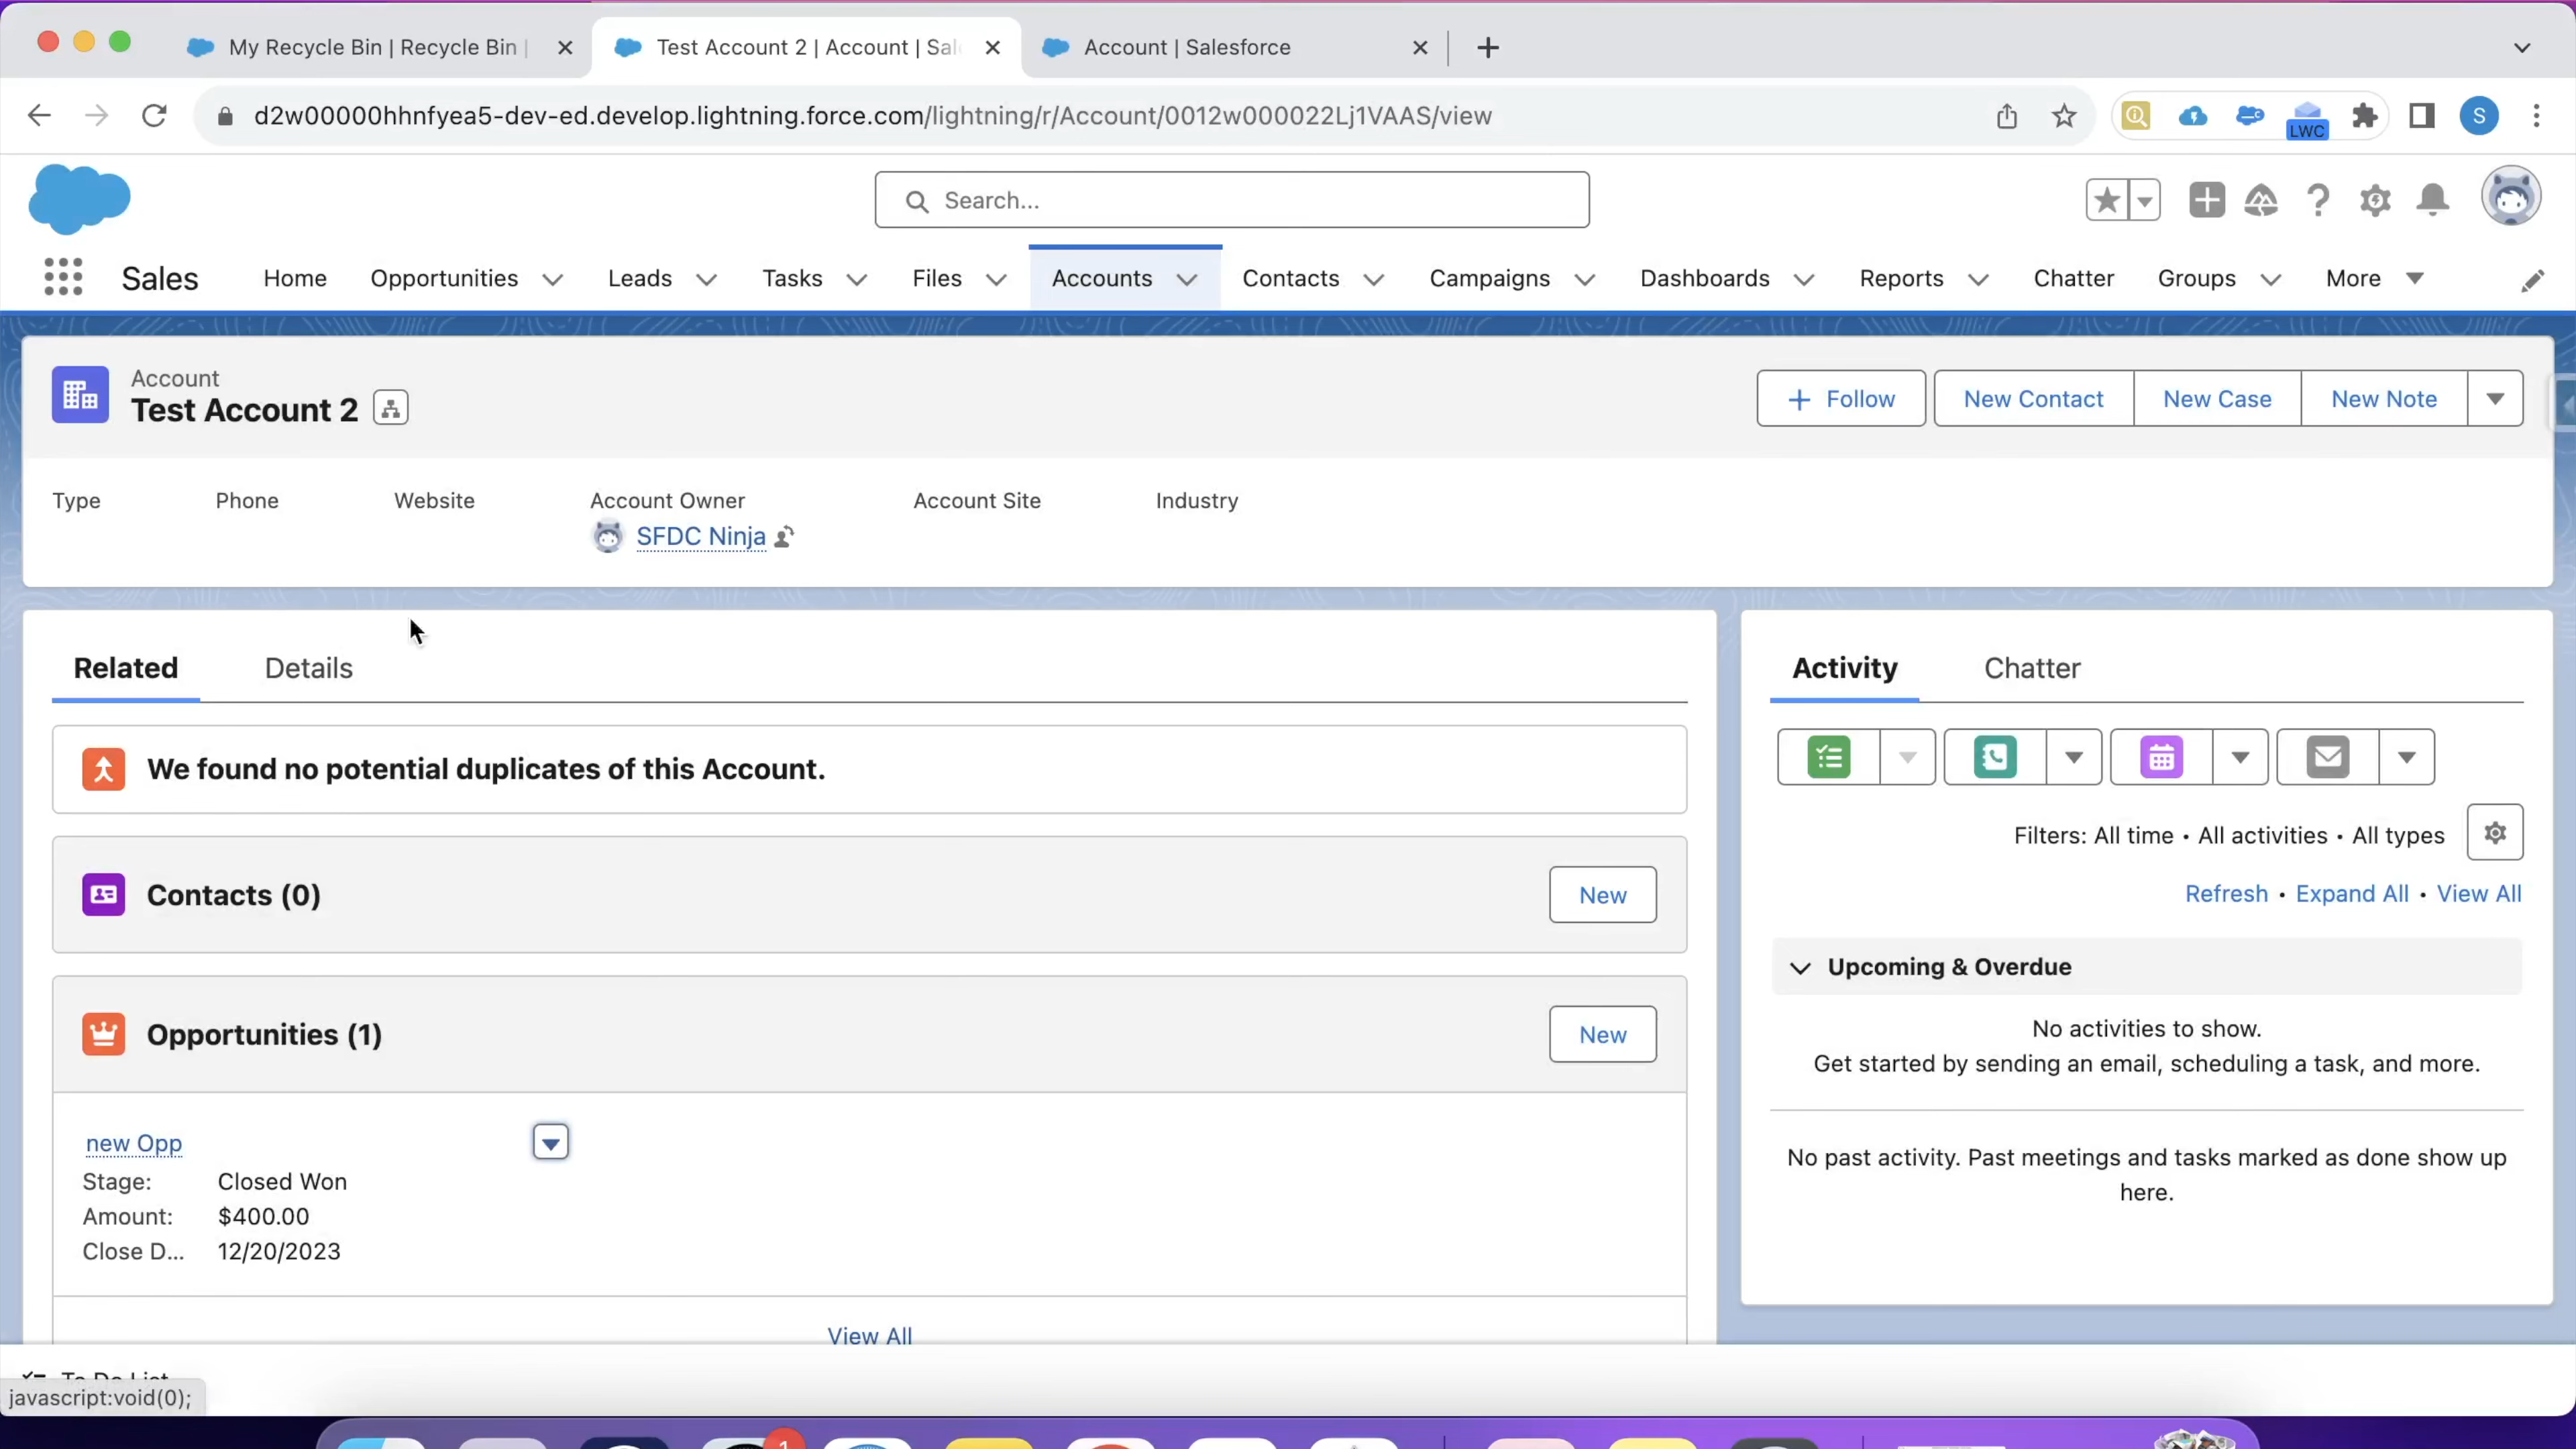 My Recycle Bin | Recycle Bin |
Test Account 2 | Account | Sal
Account | Salesforce
d2w00000hhnfyea5-dev-ed.develop.lightning.force.com/lightning/r/Account/0012w000022Lj1VAAS/view
LWC
S
Search...
Sales
Home
Opportunities
Leads
Tasks
Files
Accounts
Contacts
Campaigns
Dashboards
Reports
Chatter
Groups
More
Account
Test Account 2
Follow
New Contact
New Case
New Note
Type
Phone
Website
Account Owner
Account Site
Industry
SFDC Ninja
Related
Details
We found no potential duplicates of this Account.
Contacts (0)
New
Opportunities (1)
New
new Opp
Stage: Closed Won
Amount: $400.00
Close D... 12/20/2023
View All
Activity
Chatter
Filters: All time • All activities • All types
Refresh • Expand All • View All
Upcoming & Overdue
No activities to show.
Get started by sending an email, scheduling a task, and more.
No past activity. Past meetings and tasks marked as done show up
here.
To Do List
javascript:void(0);
1